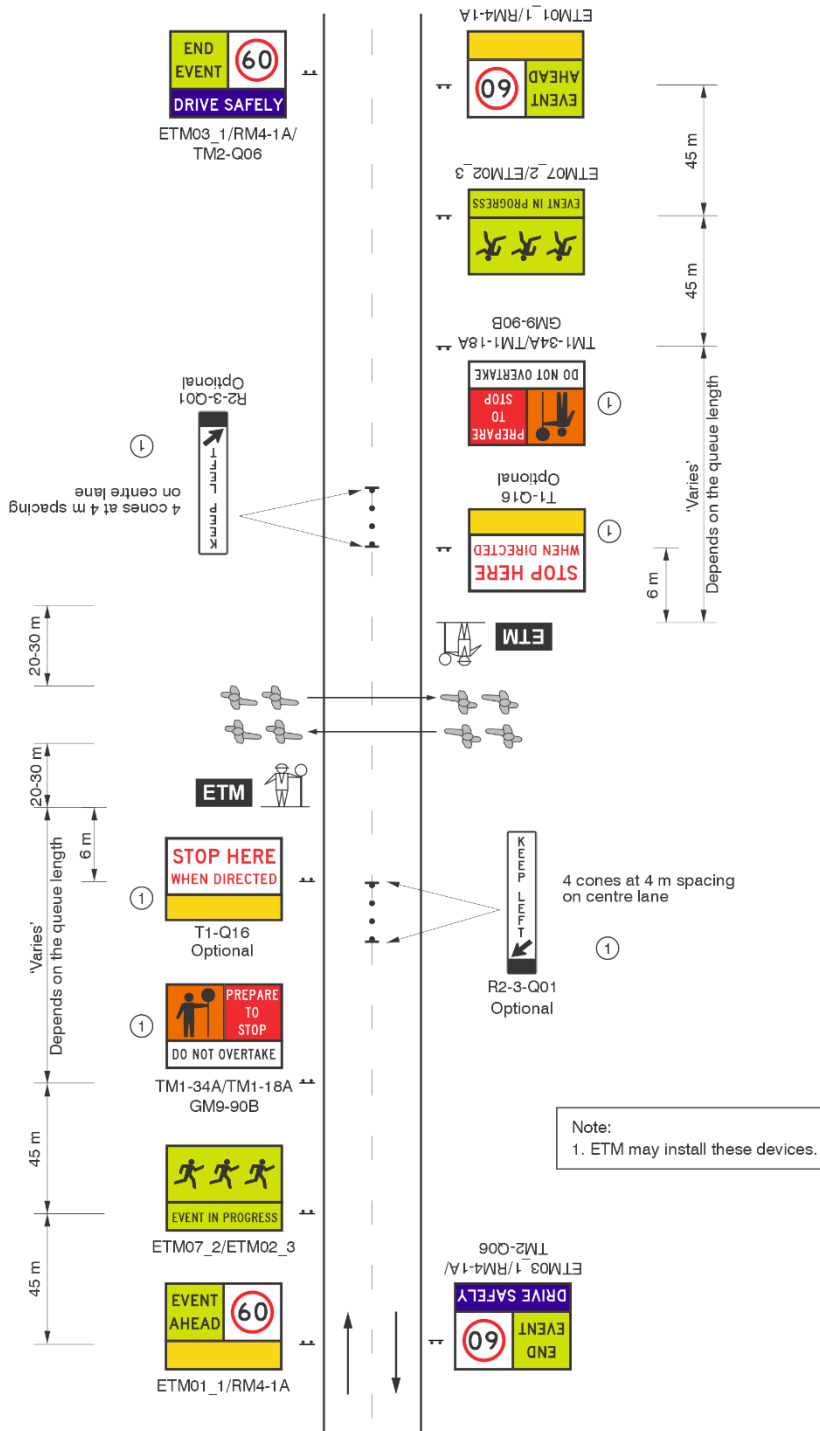 END
EVENT
60
DRIVE SAFELY
ETM03_1/RM4-1A/
TM2-Q06
ETM01_1/RM4-1A
60
EVENT
AHEAD
45 m
ETM07_2/ETM02_3
EVENT IN PROGRESS
45 m
TM1-34A/TM1-18A
GM9-90B
PREPARE
TO
STOP
DO NOT OVERTAKE
1
R2-3-Q01
Optional
KEEP LEFT
1
4 cones at 4 m spacing
on centre lane
T1-Q16
Optional
STOP HERE
WHEN DIRECTED
1
'Varies'
Depends on the queue length
6 m
20-30 m
ETM
20-30 m
ETM
6 m
'Varies'
Depends on the queue length
STOP HERE
WHEN DIRECTED
1
T1-Q16
Optional
KEEP LEFT
4 cones at 4 m spacing
on centre lane
1
R2-3-Q01
Optional
PREPARE
TO
STOP
DO NOT OVERTAKE
1
TM1-34A/TM1-18A
GM9-90B
45 m
EVENT IN PROGRESS
ETM07_2/ETM02_3
Note:
1. ETM may install these devices.
45 m
EVENT
AHEAD
60
ETM01_1/RM4-1A
ETM03_1/RM4-1A/
TM2-Q06
END
EVENT
60
DRIVE SAFELY